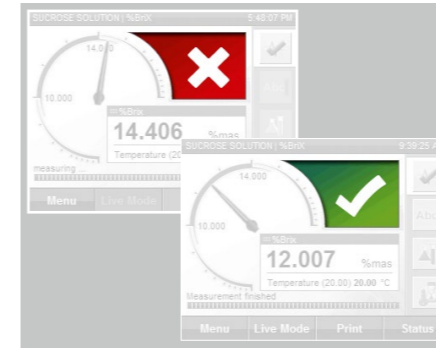 SUCROSE SOLUTION | %BriX 5:48:07 PM
14.000
10.000
%Brix
14.406 %mas
Temperature (20
measuring ...
Menu Live Mode
SUCROSE SOLUTION | %BriX 9:39:25 A
14.000
10.000
Abc
%Brix
12.007 %mas
Temperature (20.00) 20.00 °C
Measurement finished
Menu Live Mode Print Status